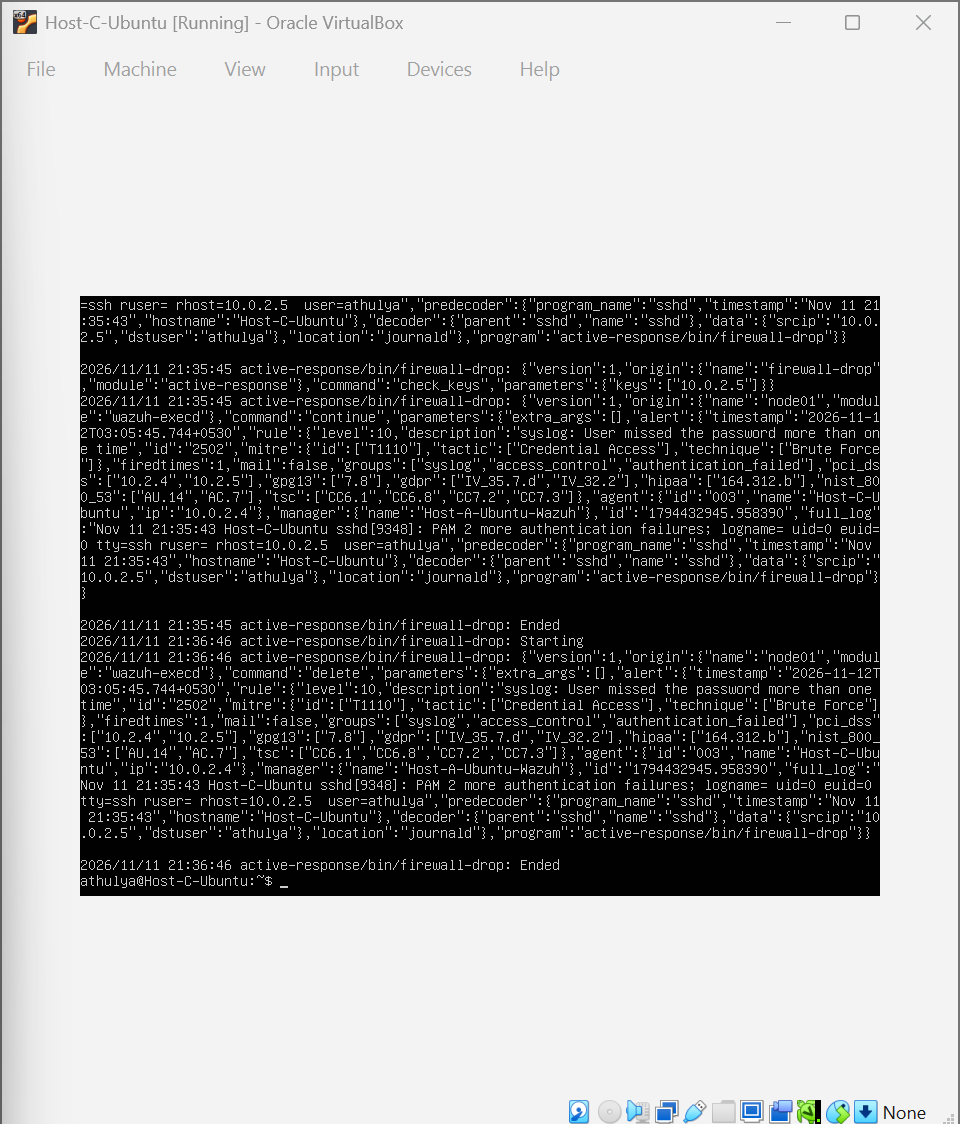 Host-C-Ubuntu [Running] - Oracle VirtualBox
File Machine View Input Devices Help
=ssh ruser= rhost=10.0.2.5  user=athulya","predecoder":{"program_name":"sshd","timestamp":"Nov 11 21
:35:43","hostname":"Host-C-Ubuntu"},"decoder":{"parent":"sshd","name":"sshd"},"data":{"srcip":"10.0.
2.5","dstuser":"athulya"},"location":"journald"},"program":"active-response/bin/firewall-drop"}}
2026/11/11 21:35:45 active-response/bin/firewall-drop: {"version":1,"origin":{"name":"firewall-drop"
,"module":"active-response"},"command":"check_keys","parameters":{"keys":["10.0.2.5"]}}
2026/11/11 21:35:45 active-response/bin/firewall-drop: {"version":1,"origin":{"name":"node01","modul
e":"wazuh-execd"},"command":"continue","parameters":{"extra_args":[],"alert":{"timestamp":"2026-11-1
2T03:05:45.744+0530","rule":{"level":10,"description":"syslog: User missed the password more than on
e time","id":"2502","mitre":{"id":["T1110"],"tactic":["Credential Access"],"technique":["Brute Force
"]},"firedtimes":1,"mail":false,"groups":["syslog","access_control","authentication_failed"],"pci_ds
s":["10.2.4","10.2.5"],"gpg13":["7.8"],"gdpr":["IV_35.7.d","IV_32.2"],"hipaa":["164.312.b"],"nist_80
0_53":["AU.14","AC.7"],"tsc":["CC6.1","CC6.8","CC7.2","CC7.3"]},"agent":{"id":"003","name":"Host-C-U
buntu","ip":"10.0.2.4"},"manager":{"name":"Host-A-Ubuntu-Wazuh"},"id":"1794432945.958390","full_log"
:"Nov 11 21:35:43 Host-C-Ubuntu sshd[9348]: PAM 2 more authentication failures; logname= uid=0 euid=
0 tty=ssh ruser= rhost=10.0.2.5  user=athulya","predecoder":{"program_name":"sshd","timestamp":"Nov
11 21:35:43","hostname":"Host-C-Ubuntu"},"decoder":{"parent":"sshd","name":"sshd"},"data":{"srcip":"
10.0.2.5","dstuser":"athulya"},"location":"journald"},"program":"active-response/bin/firewall-drop"}
}
2026/11/11 21:35:45 active-response/bin/firewall-drop: Ended
2026/11/11 21:36:46 active-response/bin/firewall-drop: Starting
2026/11/11 21:36:46 active-response/bin/firewall-drop: {"version":1,"origin":{"name":"node01","modul
e":"wazuh-execd"},"command":"delete","parameters":{"extra_args":[],"alert":{"timestamp":"2026-11-12T
03:05:45.744+0530","rule":{"level":10,"description":"syslog: User missed the password more than one
time","id":"2502","mitre":{"id":["T1110"],"tactic":["Credential Access"],"technique":["Brute Force"]
},"firedtimes":1,"mail":false,"groups":["syslog","access_control","authentication_failed"],"pci_dss"
:["10.2.4","10.2.5"],"gpg13":["7.8"],"gdpr":["IV_35.7.d","IV_32.2"],"hipaa":["164.312.b"],"nist_800_
53":["AU.14","AC.7"],"tsc":["CC6.1","CC6.8","CC7.2","CC7.3"]},"agent":{"id":"003","name":"Host-C-Ubu
ntu","ip":"10.0.2.4"},"manager":{"name":"Host-A-Ubuntu-Wazuh"},"id":"1794432945.958390","full_log":"
Nov 11 21:35:43 Host-C-Ubuntu sshd[9348]: PAM 2 more authentication failures; logname= uid=0 euid=0
tty=ssh ruser= rhost=10.0.2.5  user=athulya","predecoder":{"program_name":"sshd","timestamp":"Nov 11
 21:35:43","hostname":"Host-C-Ubuntu"},"decoder":{"parent":"sshd","name":"sshd"},"data":{"srcip":"10
.0.2.5","dstuser":"athulya"},"location":"journald"},"program":"active-response/bin/firewall-drop"}}
2026/11/11 21:36:46 active-response/bin/firewall-drop: Ended
athulya@Host-C-Ubuntu:~$ _
None